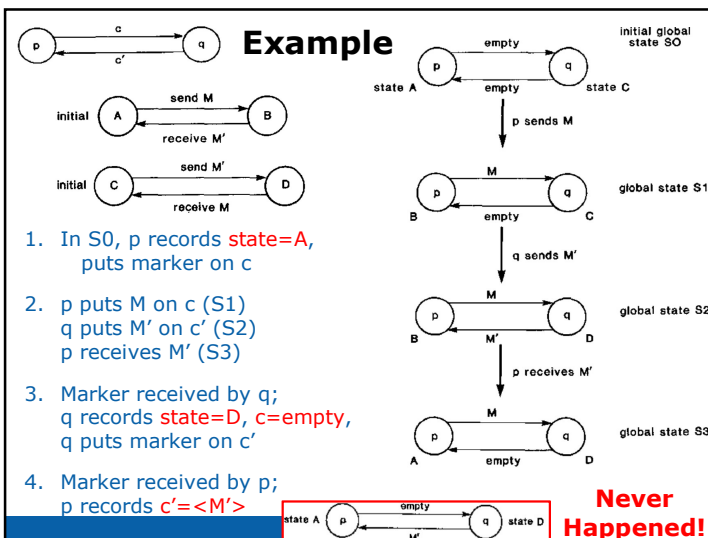 Example
c
p
q
c'
send M
initial
A
B
receive M'
send M'
initial
C
D
receive M
1. In S0, p records state=A,
puts marker on c
2. p puts M on c (S1)
q puts M' on c' (S2)
p receives M' (S3)
3. Marker received by q;
q records state=D, c=empty,
q puts marker on c'
4. Marker received by p;
p records c'=<M'>
initial global
state SO
empty
p
q
state A
empty
state C
p sends M
M
p
q
global state S1
B
empty
C
q sends M'
M
p
q
global state S2
B
M'
D
p receives M'
M
p
q
global state S3
A
empty
D
empty
state A
p
q
state D
M'
Never
Happened!